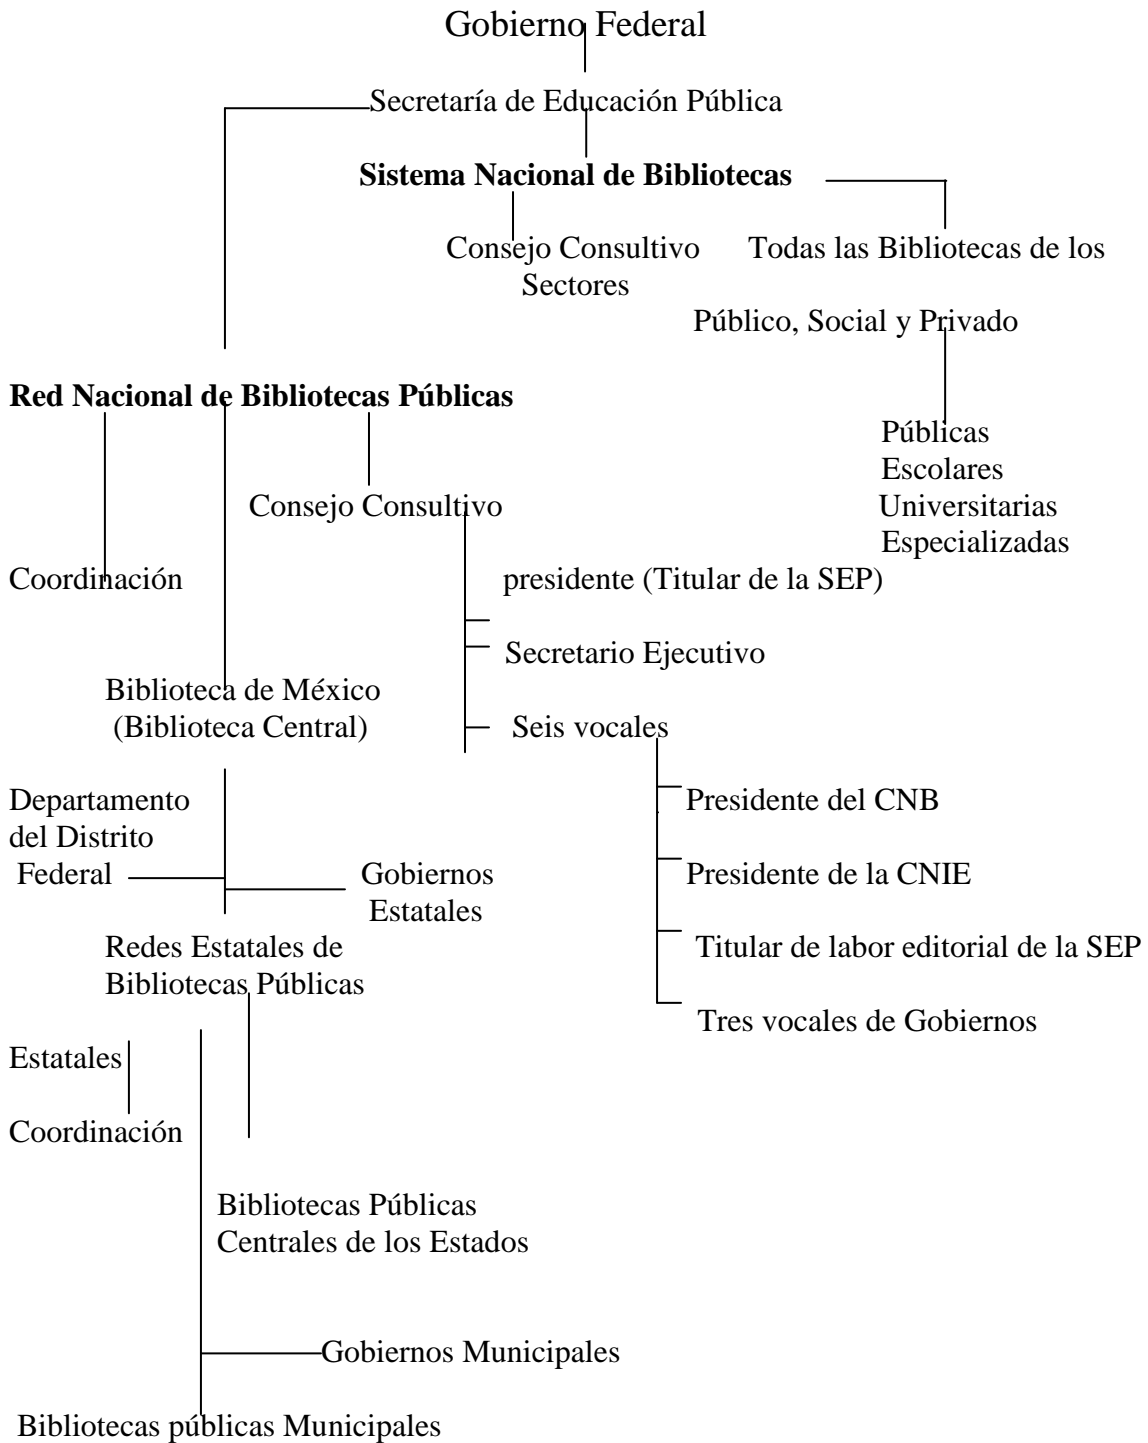 Gobierno Federal
Secretaría de Educación Pública
Sistema Nacional de Bibliotecas
Consejo Consultivo
Sectores
Todas las Bibliotecas de los
Público, Social y Privado
Públicas
Escolares
Universitarias
Especializadas
Red Nacional de Bibliotecas Públicas
Consejo Consultivo
Coordinación
presidente (Titular de la SEP)
Secretario Ejecutivo
Seis vocales
Presidente del CNB
Presidente de la CNIE
Titular de labor editorial de la SEP
Tres vocales de Gobiernos
Biblioteca de México
(Biblioteca Central)
Departamento
del Distrito
Federal
Gobiernos
Estatales
Redes Estatales de
Bibliotecas Públicas
Estatales
Coordinación
Bibliotecas Públicas
Centrales de los Estados
Gobiernos Municipales
Bibliotecas públicas Municipales